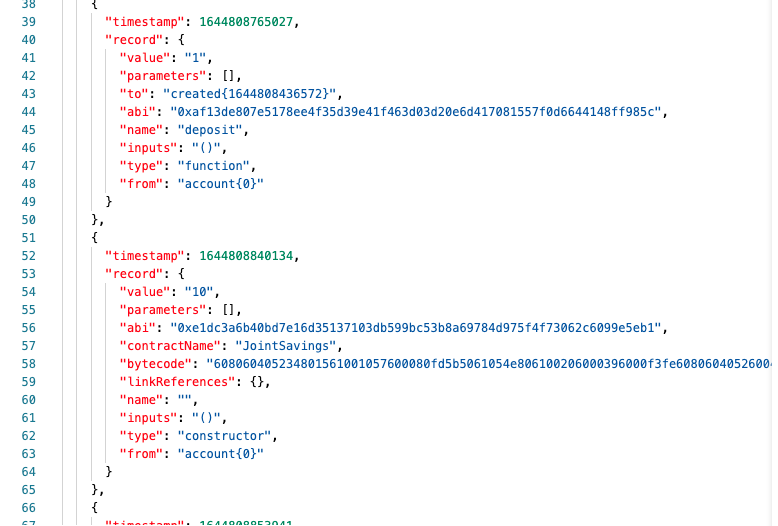 38 {
39 "timestamp": 1644808765027,
40 "record": {
41 "value": "1",
42 "parameters": [],
43 "to": "created{1644808436572}",
44 "abi": "0xaf13de807e5178ee4f35d39e41f463d03d20e6d417081557f0d6644148ff985c",
45 "name": "deposit",
46 "inputs": "()",
47 "type": "function",
48 "from": "account{0}"
49 }
50 },
51 {
52 "timestamp": 1644808840134,
53 "record": {
54 "value": "10",
55 "parameters": [],
56 "abi": "0xe1dc3a6b40bd7e16d35137103db599bc53b8a69784d975f4f73062c6099e5eb1",
57 "contractName": "JointSavings",
58 "bytecode": "608060405234801561001057600080fd5b5061054e806100206000396000f3fe6080604052600
59 "linkReferences": {},
60 "name": "",
61 "inputs": "()",
62 "type": "constructor",
63 "from": "account{0}"
64 }
65 },
66 {
67 "timestamp": 1644808853941,